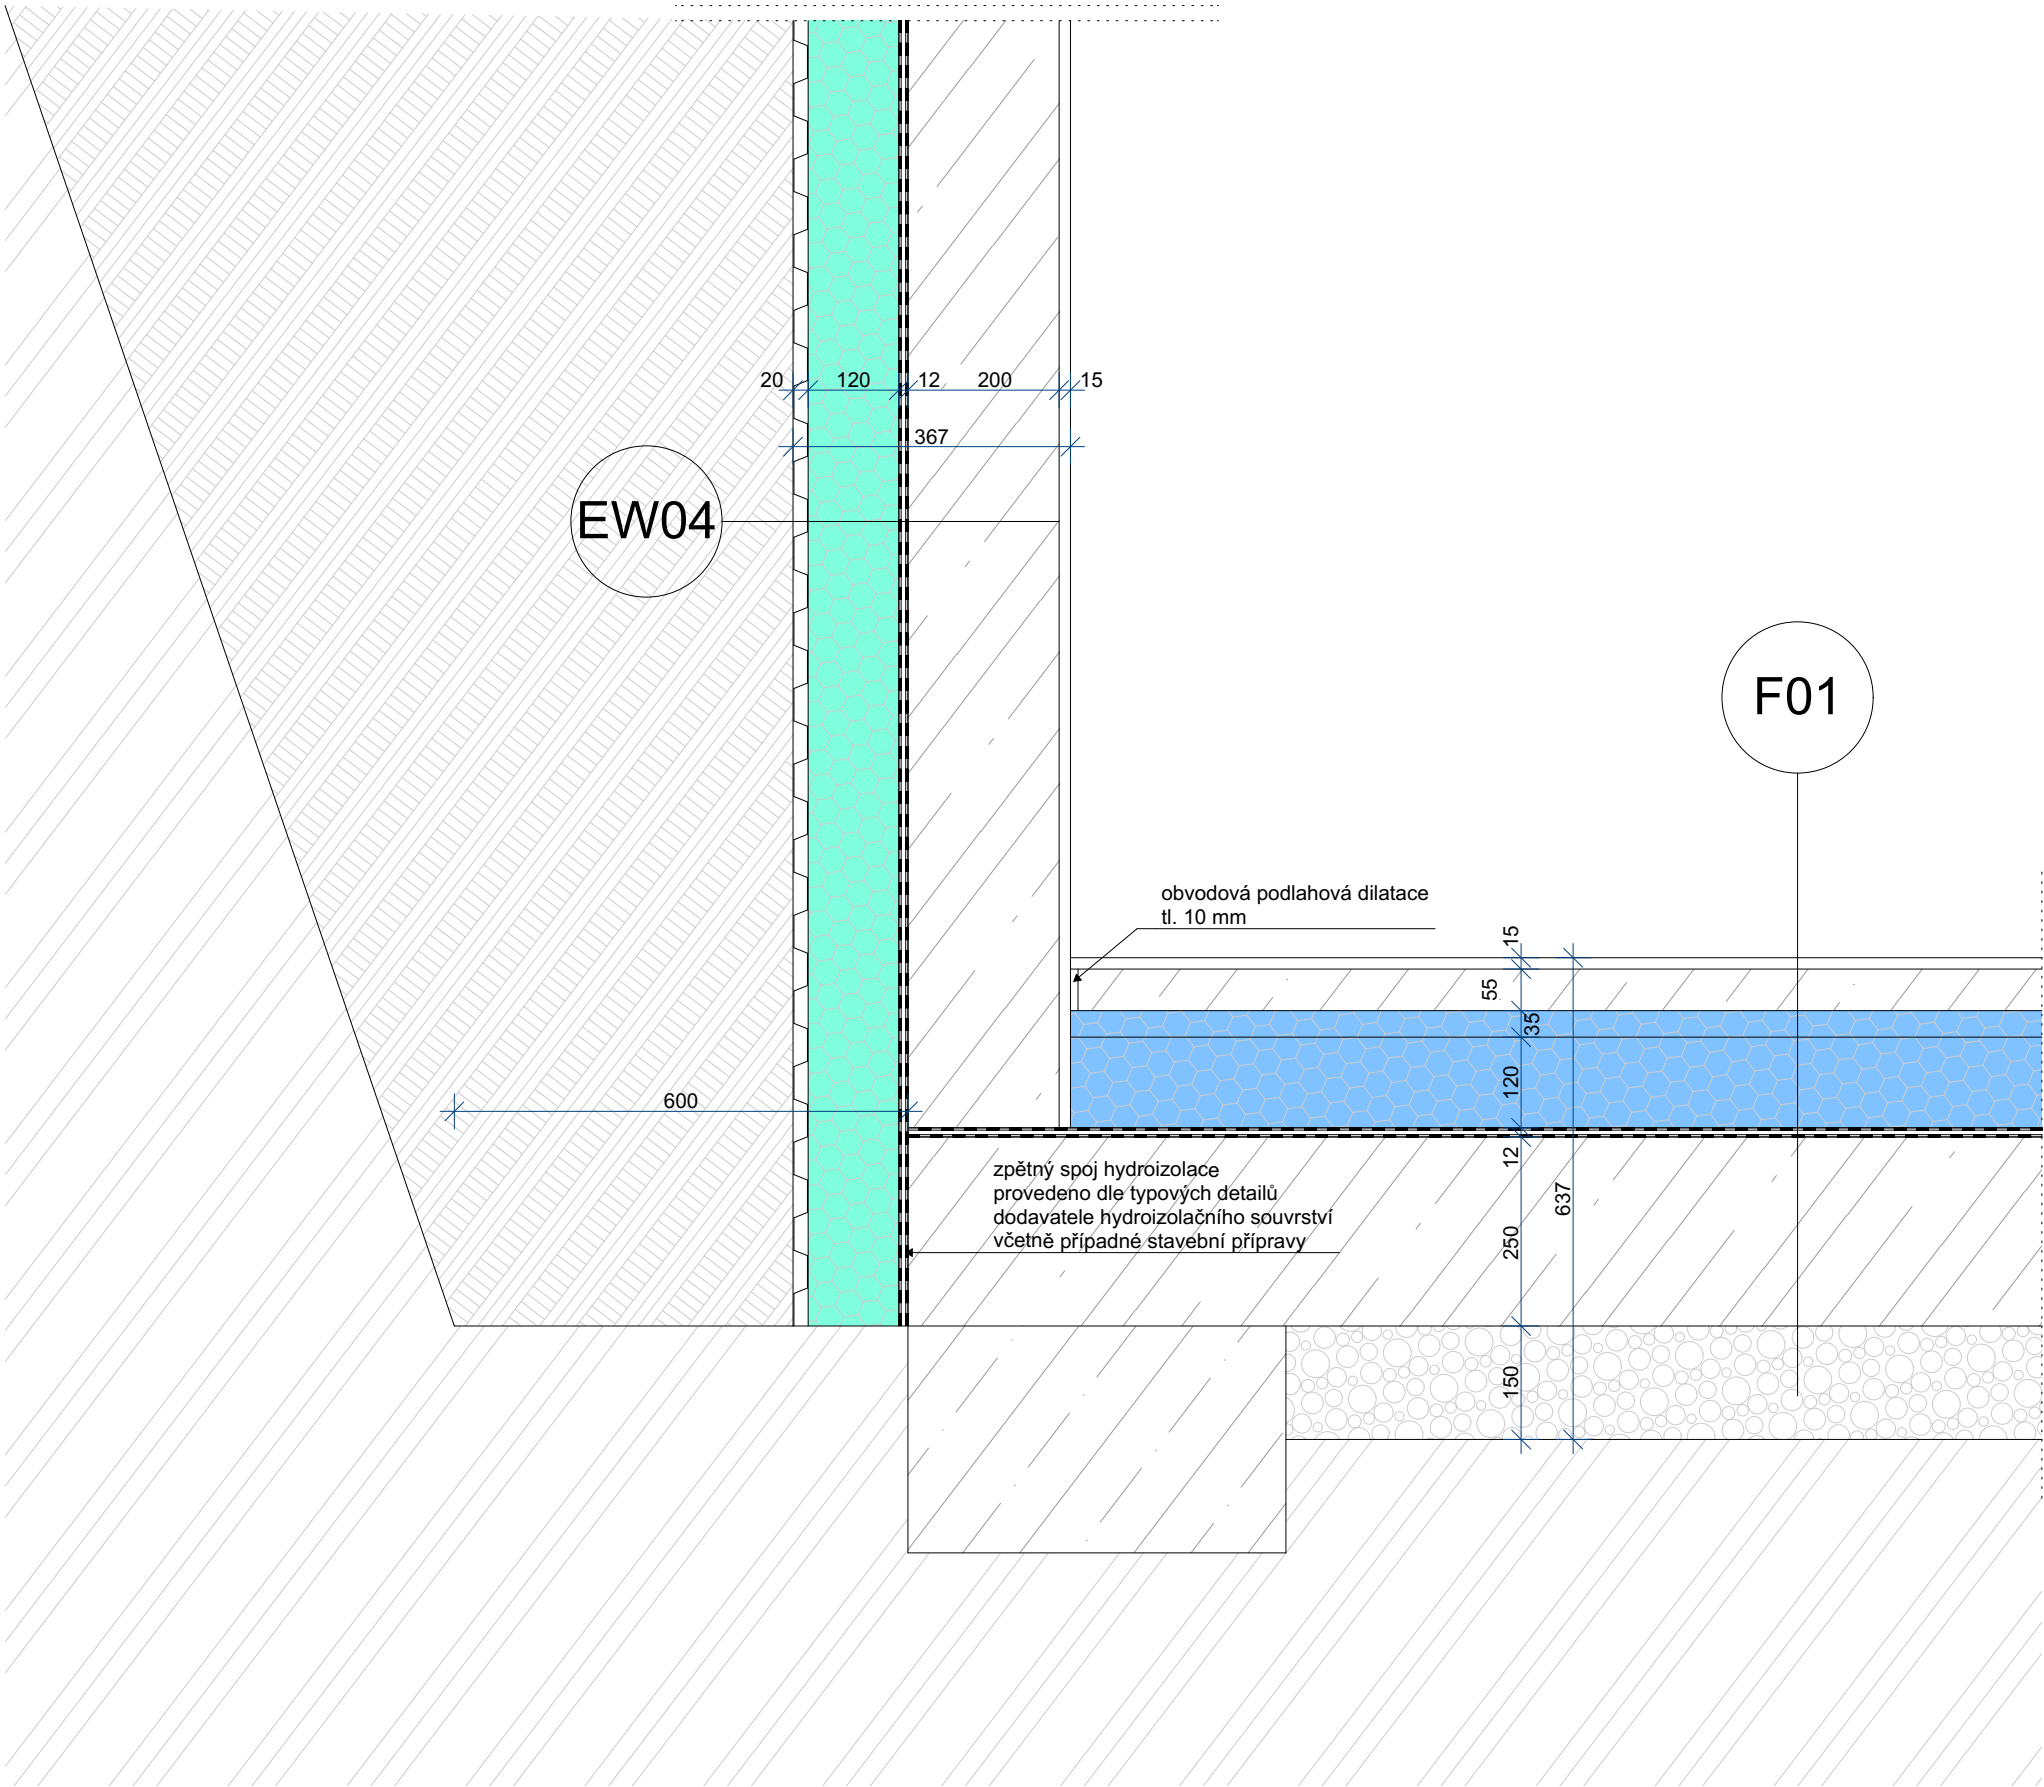 20 120 12 200 15
367
EW04
F01
obvodová podlahová dilatace
tl. 10 mm
15
55
35
120
600
12
637
250
150
zpětný spoj hydroizolace
provedeno dle typových detailů
dodavatele hydroizolačního souvrství
včetně případné stavební přípravy